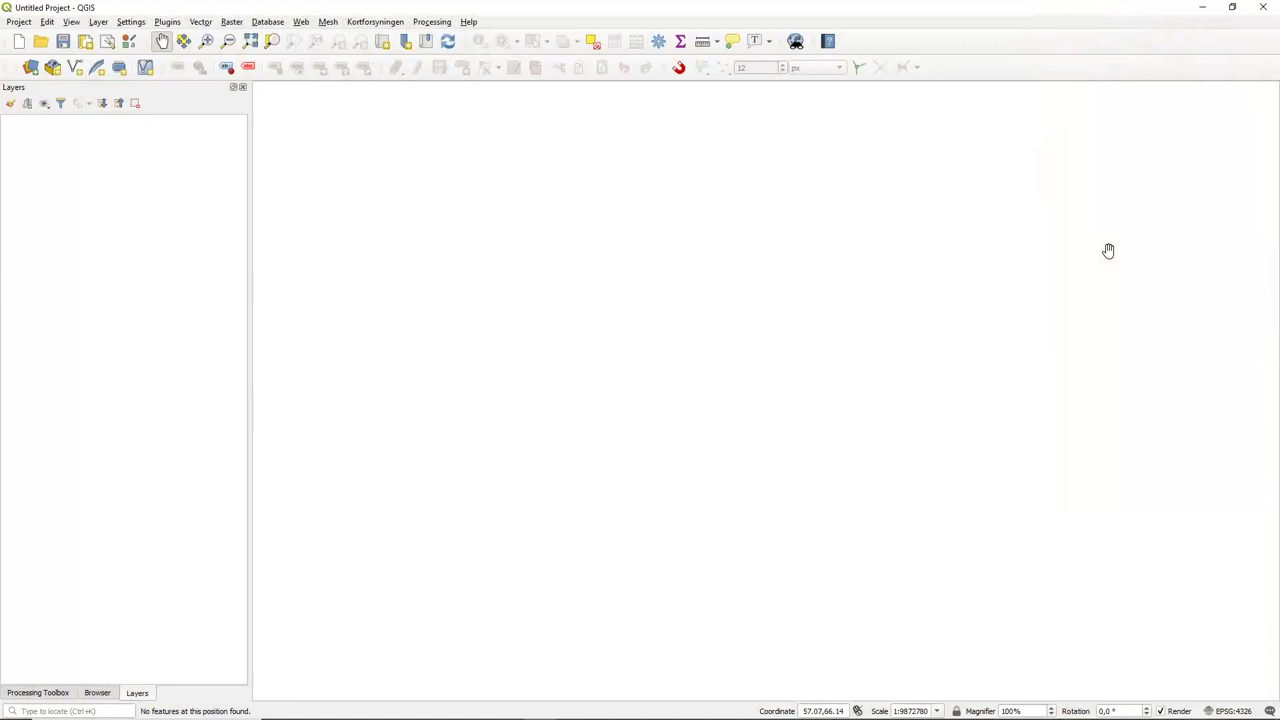 Untitled Project - QGIS
Project Edit View Layer Settings Plugins Vector Raster Database Web Mesh Kortforsyningen Processing Help
12 px
Layers
Processing Toolbox Browser Layers
Type to locate (Ctrl+K) No features at this position found. Coordinate 57.07,66.14 Scale 1:9872780 Magnifier 100% Rotation 0,0 ° Render EPSG:4326